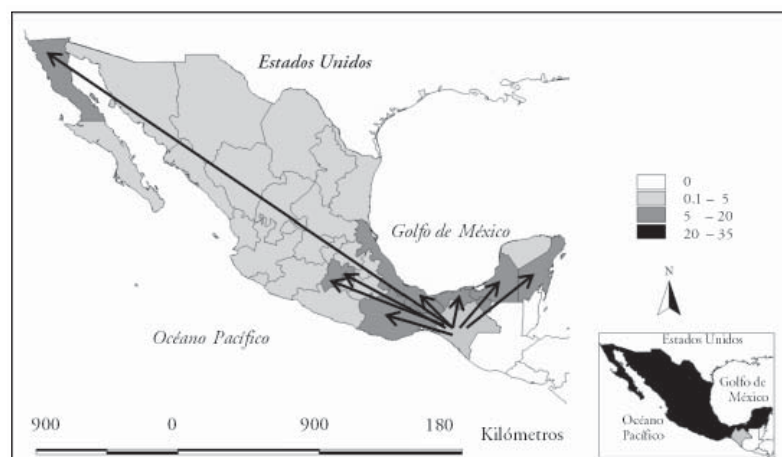 Estados Unidos
Golfo de México
Océano Pacífico
0
0.1 – 5
5 – 20
20 – 35
N
900 0 900 180 Kilómetros
Estados Unidos
Golfo de
México
Océano
Pacífico